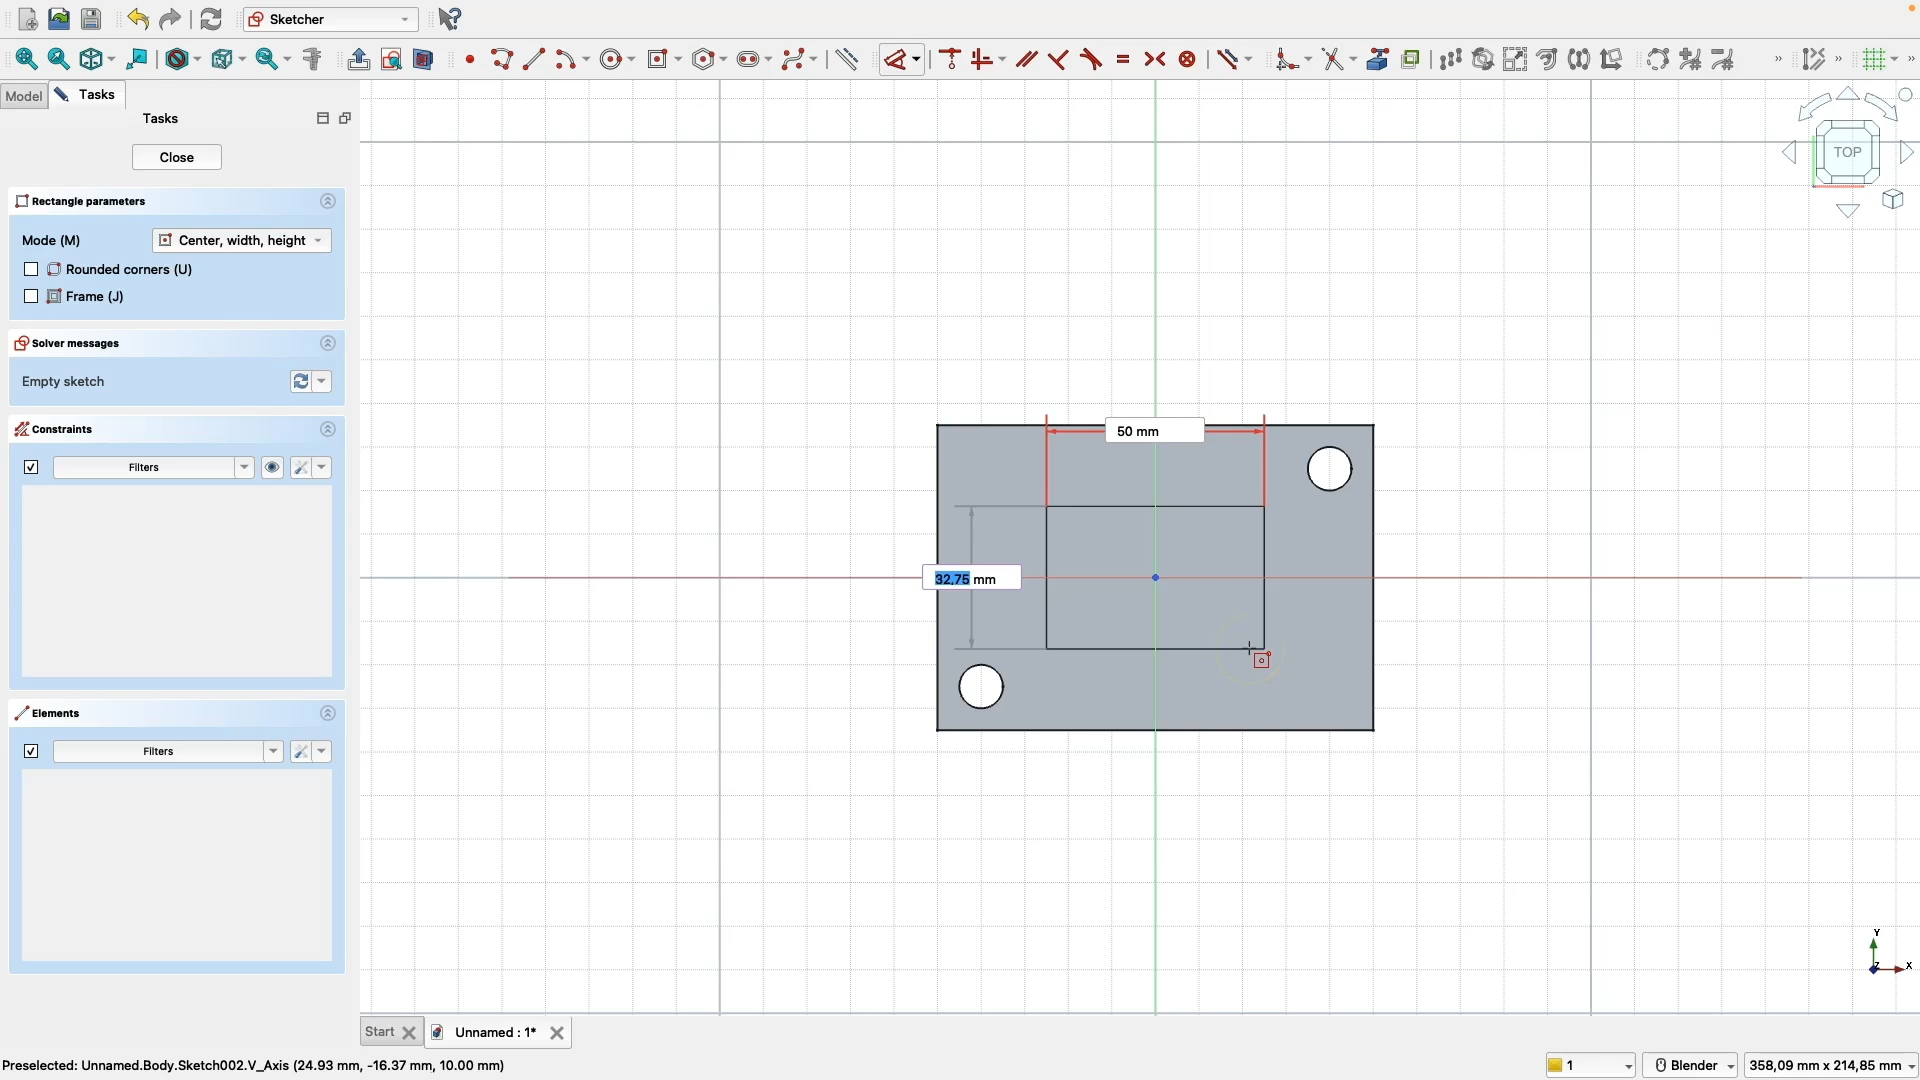 Sketcher
Model
Tasks
Tasks
Close
Rectangle parameters
Mode (M)
Center, width, height
Rounded corners (U)
Frame (J)
Solver messages
Empty sketch
Constraints
Filters
Elements
Filters
50 mm
32,75 mm
TOP
Y
Z
X
Start
Unnamed : 1*
Preselected: Unnamed.Body.Sketch002.V_Axis (24.93 mm, -16.37 mm, 10.00 mm)
1
Blender
358,09 mm x 214,85 mm